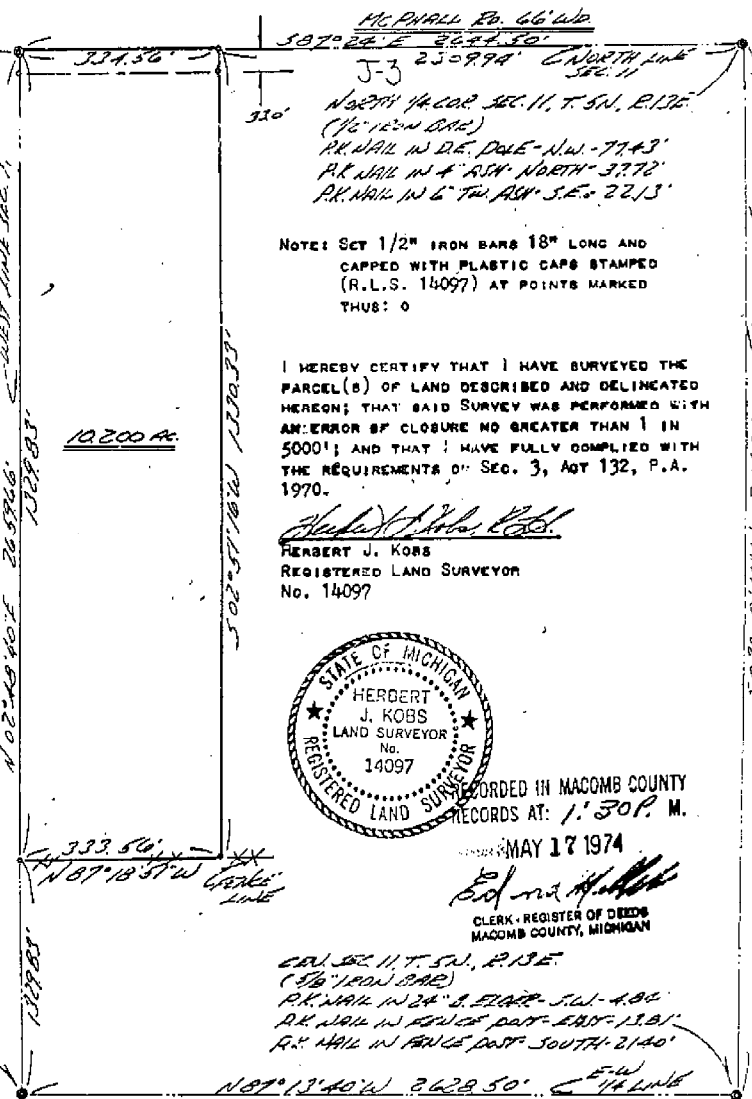 McPHALL RD. 66' WD.
S87°24'E 2644.50'
334.56'
2309.94'
NORTH LINE
SEC. 11
J-3
33.0'
NORTH 1/4 COR. SEC. 11, T. 5N., R.13E.
(1/2" IRON BAR)
P.K. NAIL IN D.E. POLE - N.W. - 77.43'
P.K. NAIL IN 4" ASH - NORTH - 37.72'
P.K. NAIL IN 6" TW. ASH - S.E. - 22.13'
NOTE: SET 1/2" IRON BARS 18" LONG AND
CAPPED WITH PLASTIC CAPS STAMPED
(R.L.S. 14097) AT POINTS MARKED
THUS: O
I HEREBY CERTIFY THAT I HAVE SURVEYED THE
PARCEL(S) OF LAND DESCRIBED AND DELINEATED
HEREON; THAT SAID SURVEY WAS PERFORMED WITH
AN ERROR OF CLOSURE NO GREATER THAN 1 IN
5000'; AND THAT I HAVE FULLY COMPLIED WITH
THE REQUIREMENTS OF SEC. 3, ACT 132, P.A.
1970.
HERBERT J. KOBS
REGISTERED LAND SURVEYOR
No. 14097
WEST LINE SEC. 11
N 02°48'40"E 2659.66'
1329.83'
10.200 AC.
S 02°51'16"W 1330.33'
STATE OF MICHIGAN
HERBERT
J. KOBS
LAND SURVEYOR
No.
14097
REGISTERED LAND SURVEYOR
RECORDED IN MACOMB COUNTY
RECORDS AT: 1:30 P. M.
MAY 17 1974
CLERK - REGISTER OF DEEDS
MACOMB COUNTY, MICHIGAN
333.56'
N87°18'51"W
FENCE
LINE
1329.83'
CEN. SEC. 11, T. 5N., R.13E.
(5/8" IRON BAR)
P.K. NAIL IN 24" B. ELDER - S.W. - 4.84'
P.K. NAIL IN FENCE POST - EAST - 13.81'
P.K. NAIL IN FENCE POST - SOUTH - 21.40'
N87°13'40"W 2628.50'
E-W
1/4 LINE